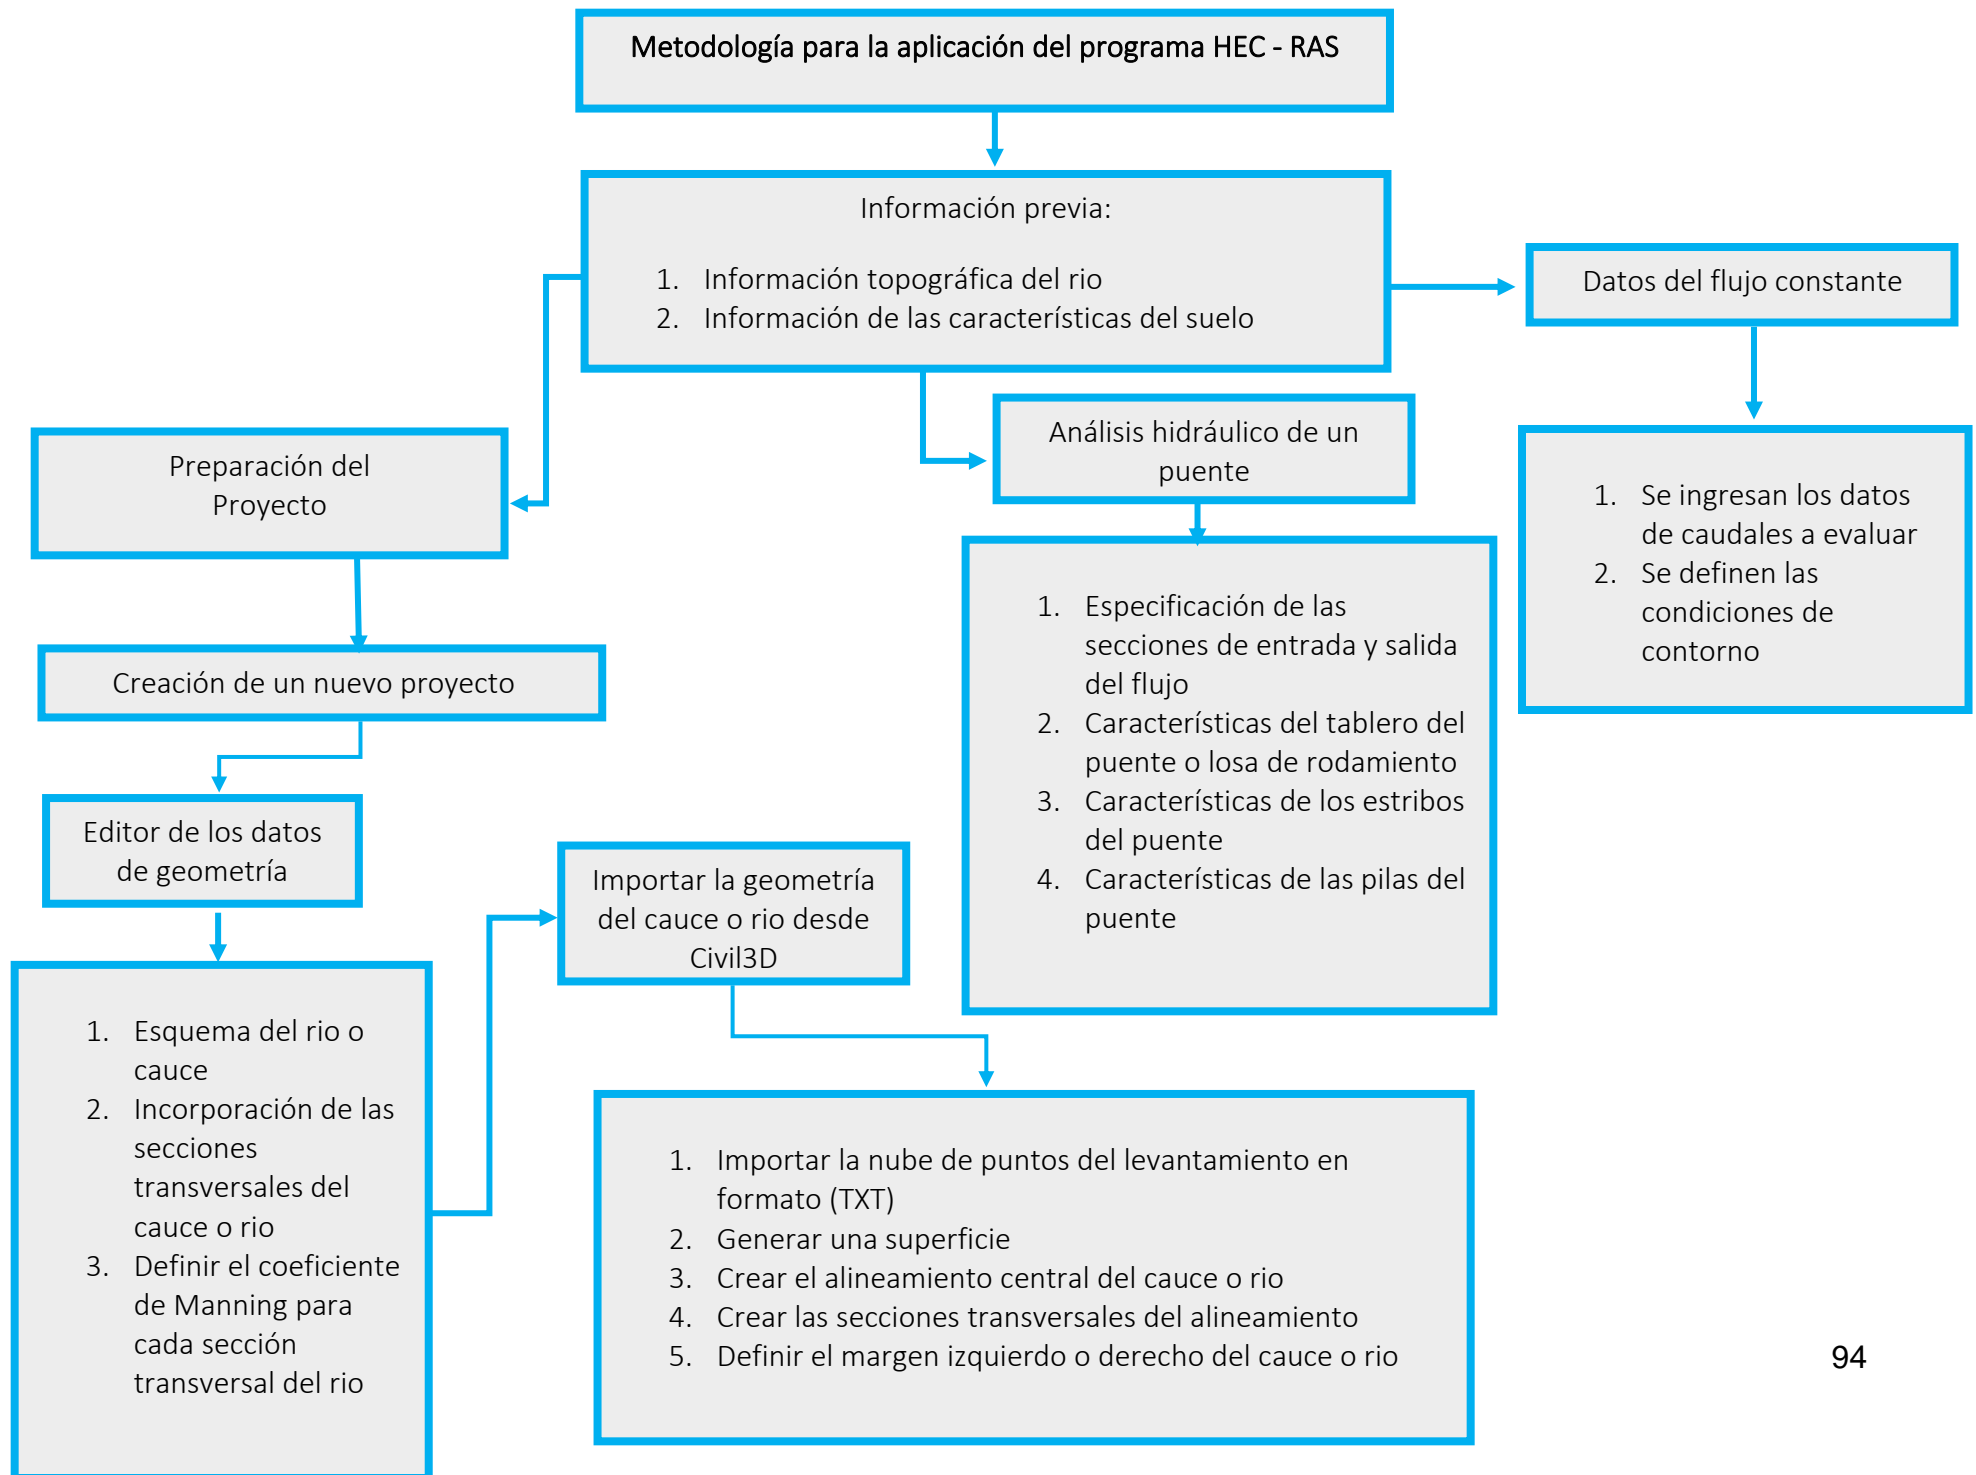 Metodología para la aplicación del programa HEC - RAS
Información previa:
1. Información topográfica del rio
2. Información de las características del suelo
Datos del flujo constante
1. Se ingresan los datos
de caudales a evaluar
2. Se definen las
condiciones de
contorno
Análisis hidráulico de un
puente
1. Especificación de las
secciones de entrada y salida
del flujo
2. Característícas del tablero del
puente o losa de rodamiento
3. Característícas de los estribos
del puente
4. Característícas de las pilas del
puente
Preparación del
Proyecto
Creación de un nuevo proyecto
Editor de los datos
de geometría
1. Esquema del rio o
cauce
2. Incorporación de las
secciones
transversales del
cauce o rio
3. Definir el coeficiente
de Manning para
cada sección
transversal del rio
Importar la geometría
del cauce o rio desde
Civil3D
1. Importar la nube de puntos del levantamiento en
formato (TXT)
2. Generar una superficie
3. Crear el alineamiento central del cauce o rio
4. Crear las secciones transversales del alineamiento
5. Definir el margen izquierdo o derecho del cauce o rio
94